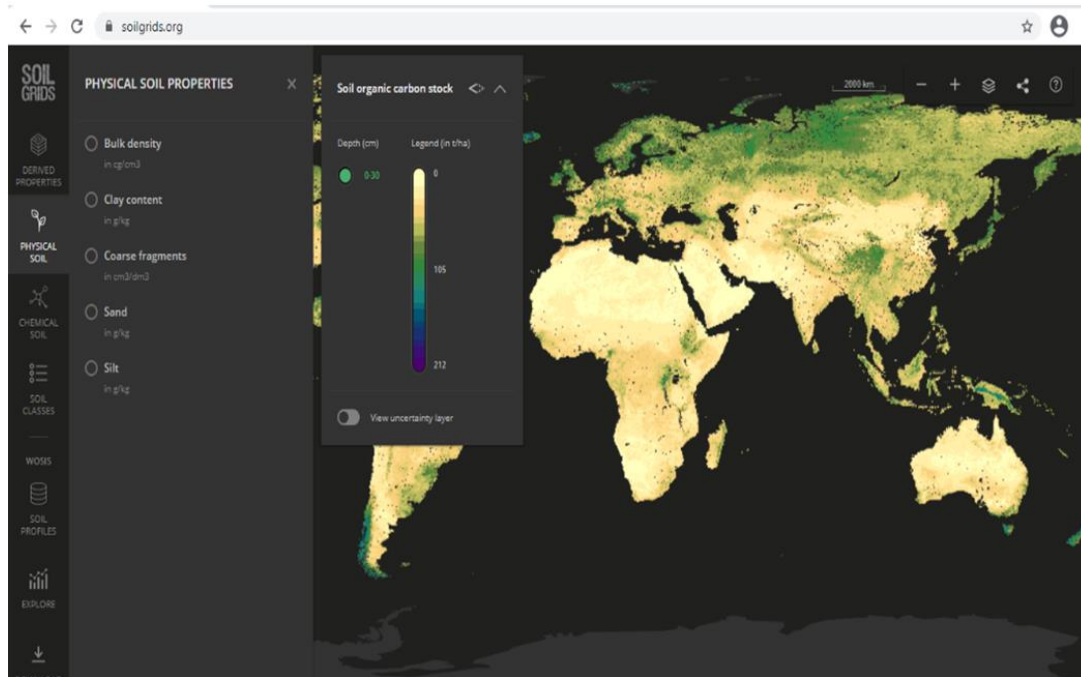 soilgrids.org
SOIL
GRIDS
DERIVED
PROPERTIES
PHYSICAL
SOIL
CHEMICAL
SOIL
SOIL
CLASSES
WOSIS
SOIL
PROFILES
EXPLORE
PHYSICAL SOIL PROPERTIES
Bulk density
in cg/cm3
Clay content
in g/kg
Coarse fragments
in cm3/dm3
Sand
in g/kg
Silt
in g/kg
Soil organic carbon stock
Depth (cm) Legend (in t/ha)
0-30
0
105
212
View uncertainty layer
2000 km